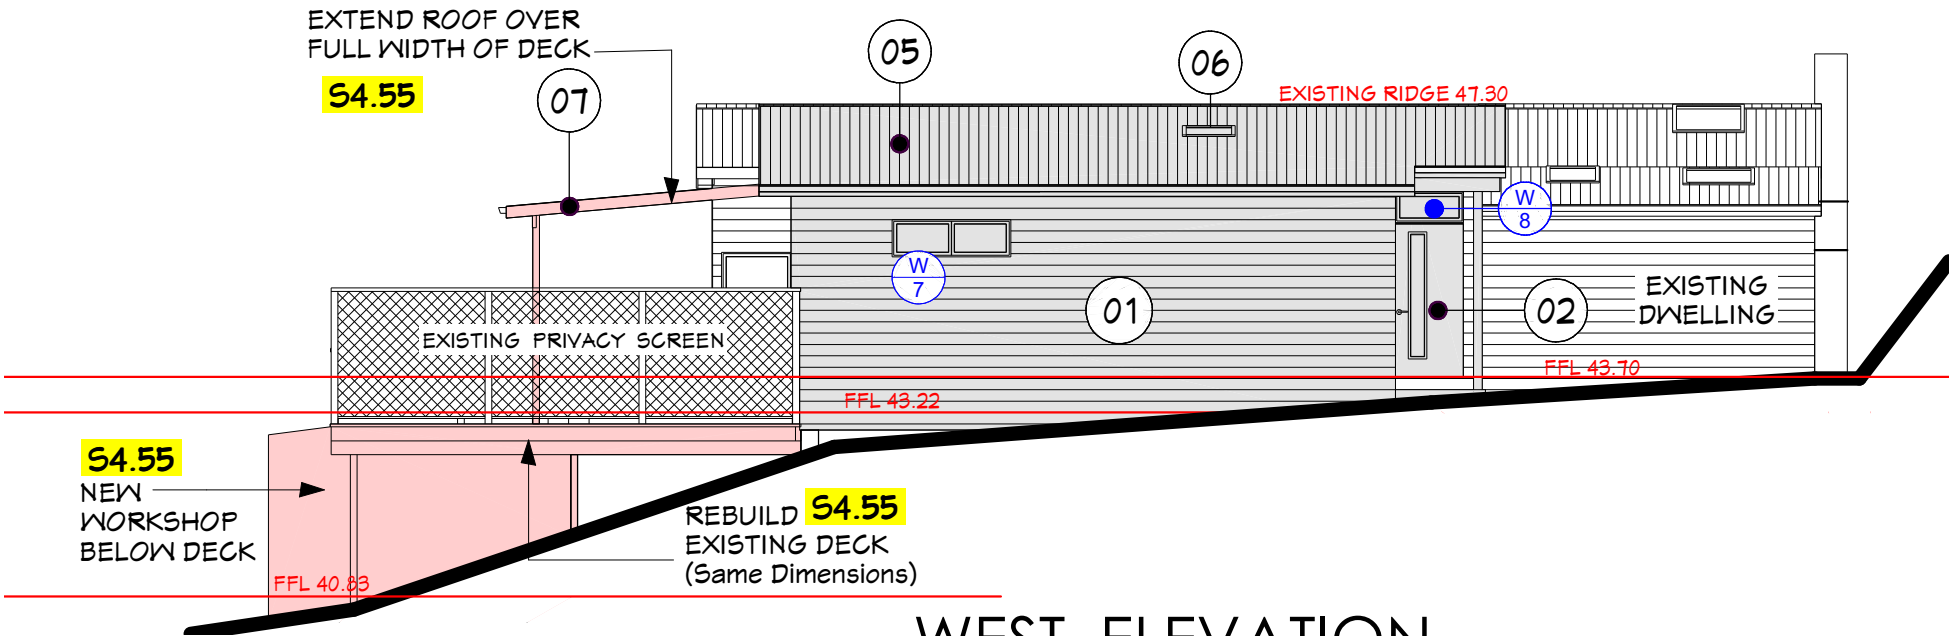 EXTEND ROOF OVER
FULL WIDTH OF DECK
S4.55
07
05
06
EXISTING RIDGE 47.30
W
8
W
7
01
02
EXISTING
DWELLING
EXISTING PRIVACY SCREEN
FFL 43.70
FFL 43.22
S4.55
NEW
WORKSHOP
BELOW DECK
REBUILD S4.55
EXISTING DECK
(Same Dimensions)
FFL 40.83
WEST ELEVATION